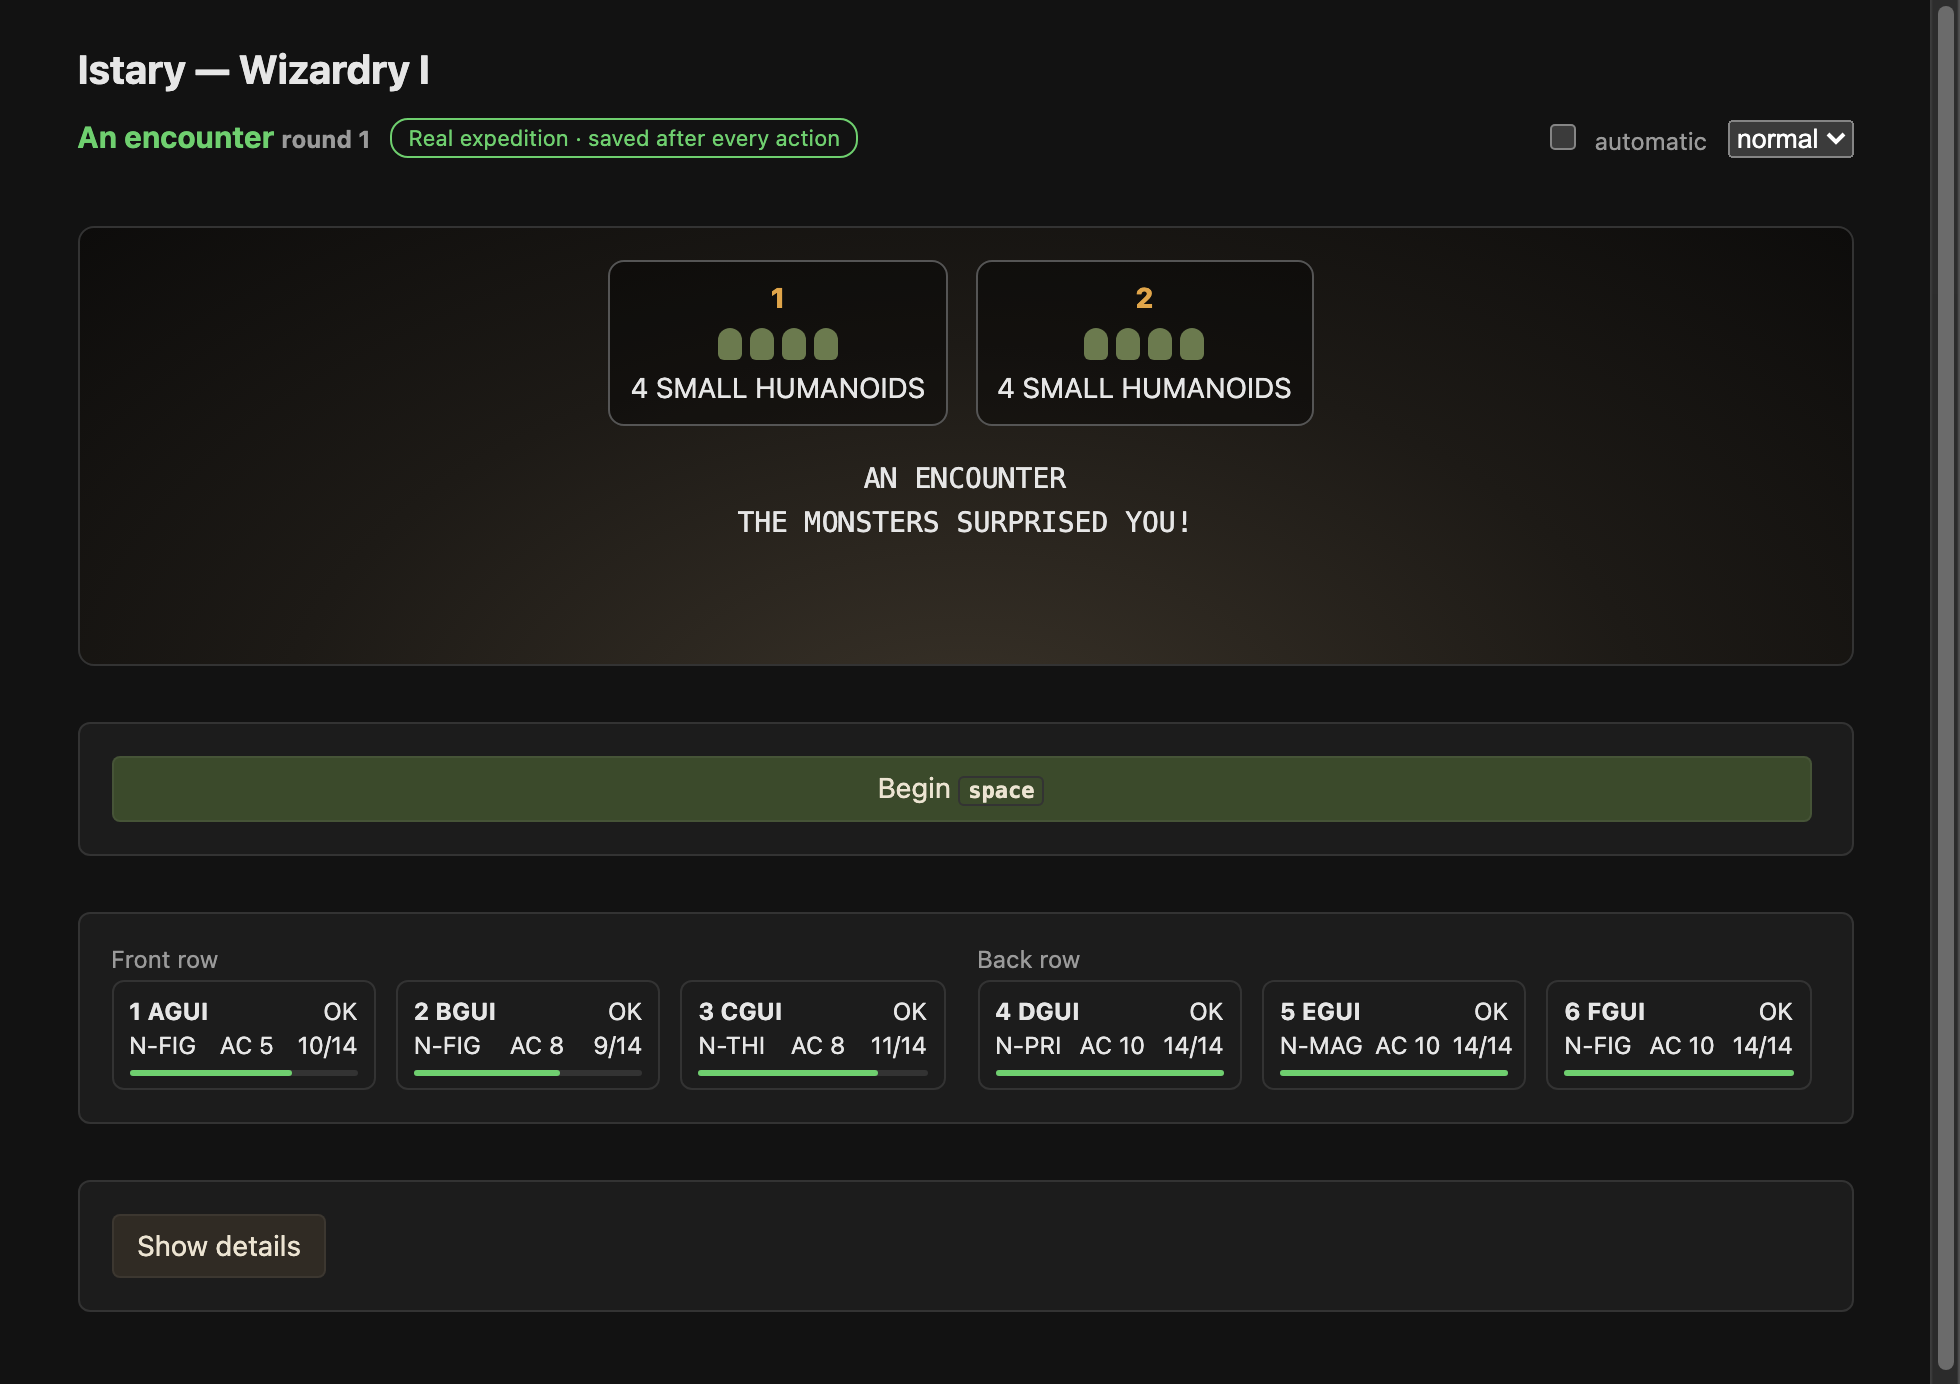 Istary — Wizardry I
An encounter round 1 Real expedition · saved after every action automatic normal
1 2
4 SMALL HUMANOIDS 4 SMALL HUMANOIDS
AN ENCOUNTER
THE MONSTERS SURPRISED YOU!
Begin space
Front row Back row
1 AGUI OK 2 BGUI OK 3 CGUI OK 4 DGUI OK 5 EGUI OK 6 FGUI OK
N-FIG AC 5 10/14 N-FIG AC 8 9/14 N-THI AC 8 11/14 N-PRI AC 10 14/14 N-MAG AC 10 14/14 N-FIG AC 10 14/14
Show details